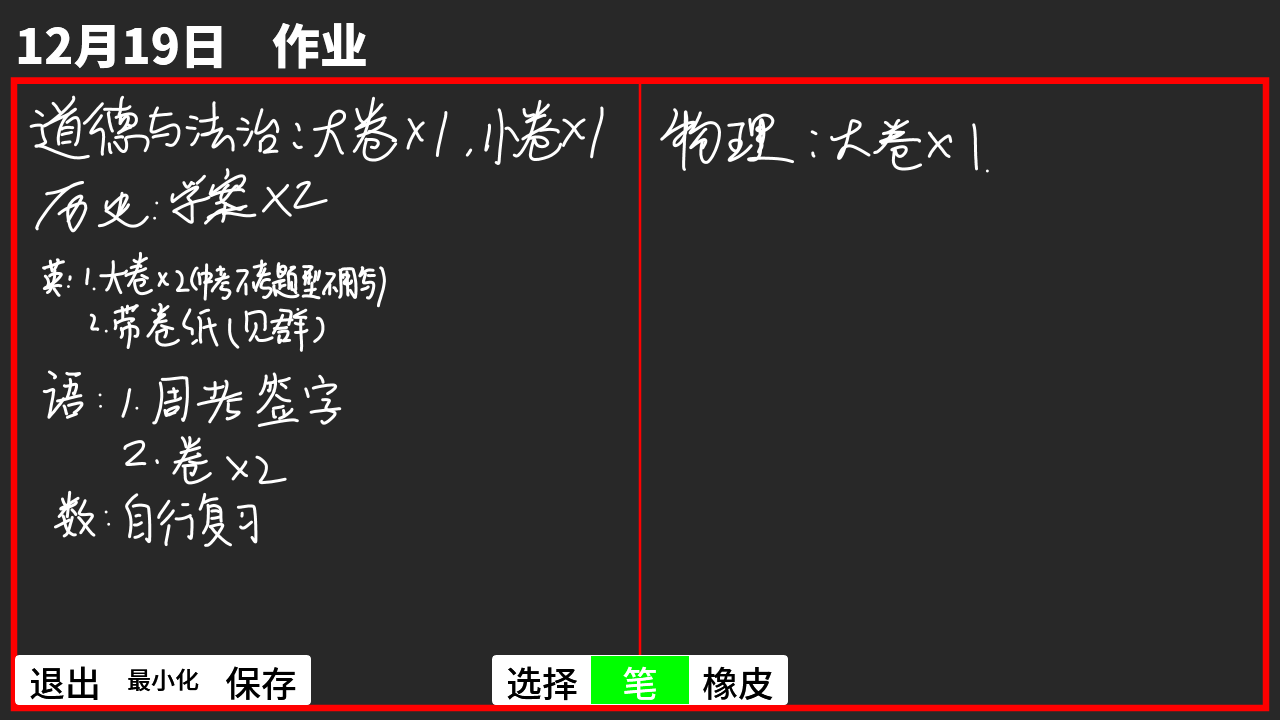 12月19日 作业
道德与法治:大卷×1,小卷×1
历史:学案×2
英:1.大卷×2(中考不考题型不用写)
2.带卷纸(见群)
语:1.周考签字
2.卷×2
数:自行复习
物理:大卷×1.
退出 最小化 保存
选择 笔 橡皮